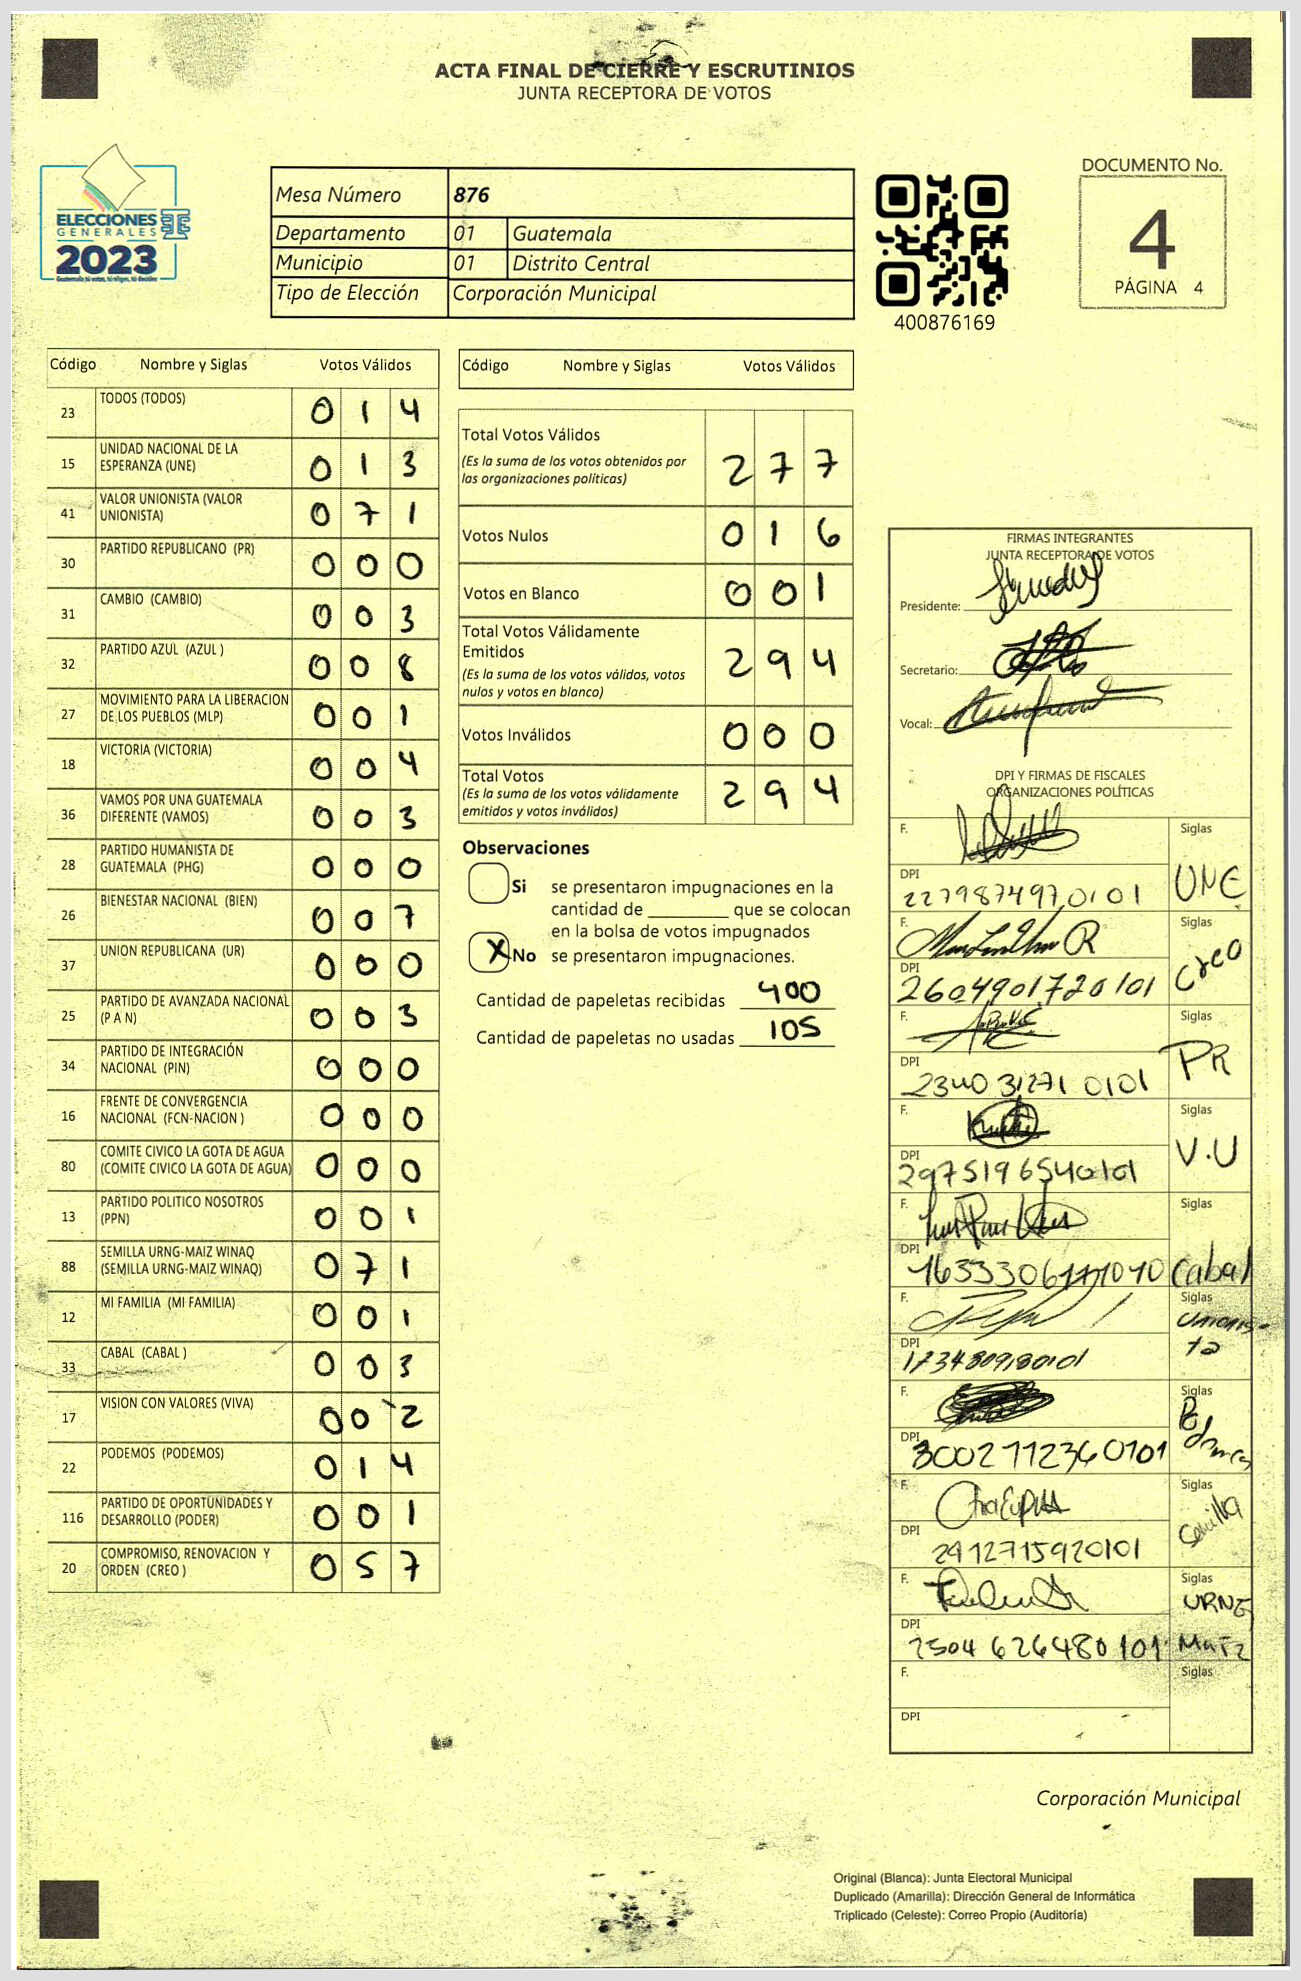 ACTA FINAL DE CIERRE Y ESCRUTINIOS
JUNTA RECEPTORA DE VOTOS
ELECCIONES
GENERALES
2023
Mesa Número 876
Departamento 01 Guatemala
Municipio 01 Distrito Central
Tipo de Elección Corporación Municipal
400876169
DOCUMENTO No.
4
PÁGINA 4
Código Nombre y Siglas Votos Válidos
23 TODOS (TODOS) 0 1 4
15 UNIDAD NACIONAL DE LA
ESPERANZA (UNE) 0 1 3
41 VALOR UNIONISTA (VALOR
UNIONISTA) 0 7 1
30 PARTIDO REPUBLICANO (PR) 0 0 0
31 CAMBIO (CAMBIO) 0 0 3
32 PARTIDO AZUL (AZUL ) 0 0 8
27 MOVIMIENTO PARA LA LIBERACION
DE LOS PUEBLOS (MLP) 0 0 1
18 VICTORIA (VICTORIA) 0 0 4
36 VAMOS POR UNA GUATEMALA
DIFERENTE (VAMOS) 0 0 3
28 PARTIDO HUMANISTA DE
GUATEMALA (PHG) 0 0 0
26 BIENESTAR NACIONAL (BIEN) 0 0 7
37 UNION REPUBLICANA (UR) 0 0 0
25 PARTIDO DE AVANZADA NACIONAL
(P A N) 0 0 3
34 PARTIDO DE INTEGRACIÓN
NACIONAL (PIN) 0 0 0
16 FRENTE DE CONVERGENCIA
NACIONAL (FCN-NACION ) 0 0 0
80 COMITE CIVICO LA GOTA DE AGUA
(COMITE CIVICO LA GOTA DE AGUA) 0 0 0
13 PARTIDO POLITICO NOSOTROS
(PPN) 0 0 1
88 SEMILLA URNG-MAIZ WINAQ
(SEMILLA URNG-MAIZ WINAQ) 0 7 1
12 MI FAMILIA (MI FAMILIA) 0 0 1
33 CABAL (CABAL ) 0 0 3
17 VISION CON VALORES (VIVA) 0 0 2
22 PODEMOS (PODEMOS) 0 1 4
116 PARTIDO DE OPORTUNIDADES Y
DESARROLLO (PODER) 0 0 1
20 COMPROMISO, RENOVACION Y
ORDEN (CREO ) 0 5 7
Código Nombre y Siglas Votos Válidos
Total Votos Válidos
(Es la suma de los votos obtenidos por
las organizaciones políticas) 2 7 7
Votos Nulos 0 1 6
Votos en Blanco 0 0 1
Total Votos Válidamente
Emitidos
(Es la suma de los votos válidos, votos
nulos y votos en blanco) 2 9 4
Votos Inválidos 0 0 0
Total Votos
(Es la suma de los votos válidamente
emitidos y votos inválidos) 2 9 4
Observaciones
Si se presentaron impugnaciones en la
cantidad de ________ que se colocan
en la bolsa de votos impugnados
X No se presentaron impugnaciones.
Cantidad de papeletas recibidas 400
Cantidad de papeletas no usadas 105
FIRMAS INTEGRANTES
JUNTA RECEPTORA DE VOTOS
Presidente:
Secretario:
Vocal:
DPI Y FIRMAS DE FISCALES
ORGANIZACIONES POLÍTICAS
F. Siglas
DPI 2279874970101 UNE
F. Siglas
DPI 2604901720101 Creo
F. Siglas
DPI 2340312710101 PR
F. Siglas
DPI 2975196540101 V.U
F. Siglas
DPI Cabal
F. Siglas
DPI 1734809180101 Unionis-
ta
F. Siglas
DPI 3002112360101 Podemos
F. Siglas
DPI 2912715920101 Semilla
F. Siglas
DPI 2504 626480101 URNG
Maiz
F. Siglas
DPI
Corporación Municipal
Original (Blanca): Junta Electoral Municipal
Duplicado (Amarilla): Dirección General de Informática
Triplicado (Celeste): Correo Propio (Auditoría)